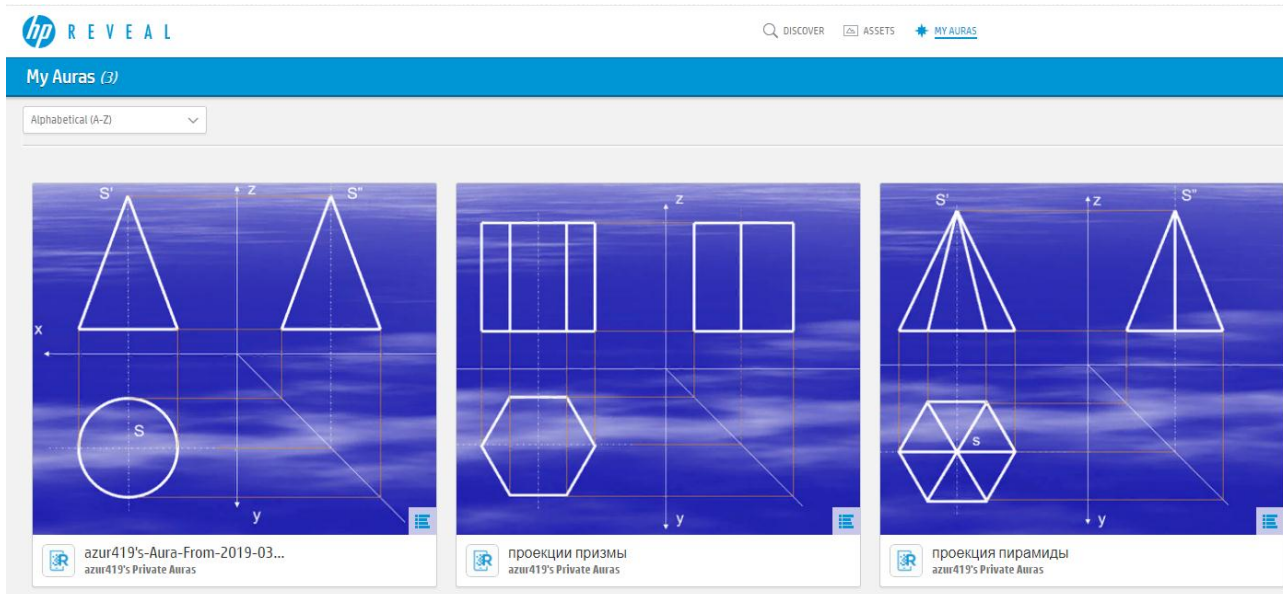 hp REVEAL
DISCOVER ASSETS MY AURAS
My Auras (3)
Alphabetical (A-Z)
S' z S"
x
S
y
z
y
S' z S"
s
y
azur419's-Aura-From-2019-03...
azur419's Private Auras
проекции призмы
azur419's Private Auras
проекция пирамиды
azur419's Private Auras